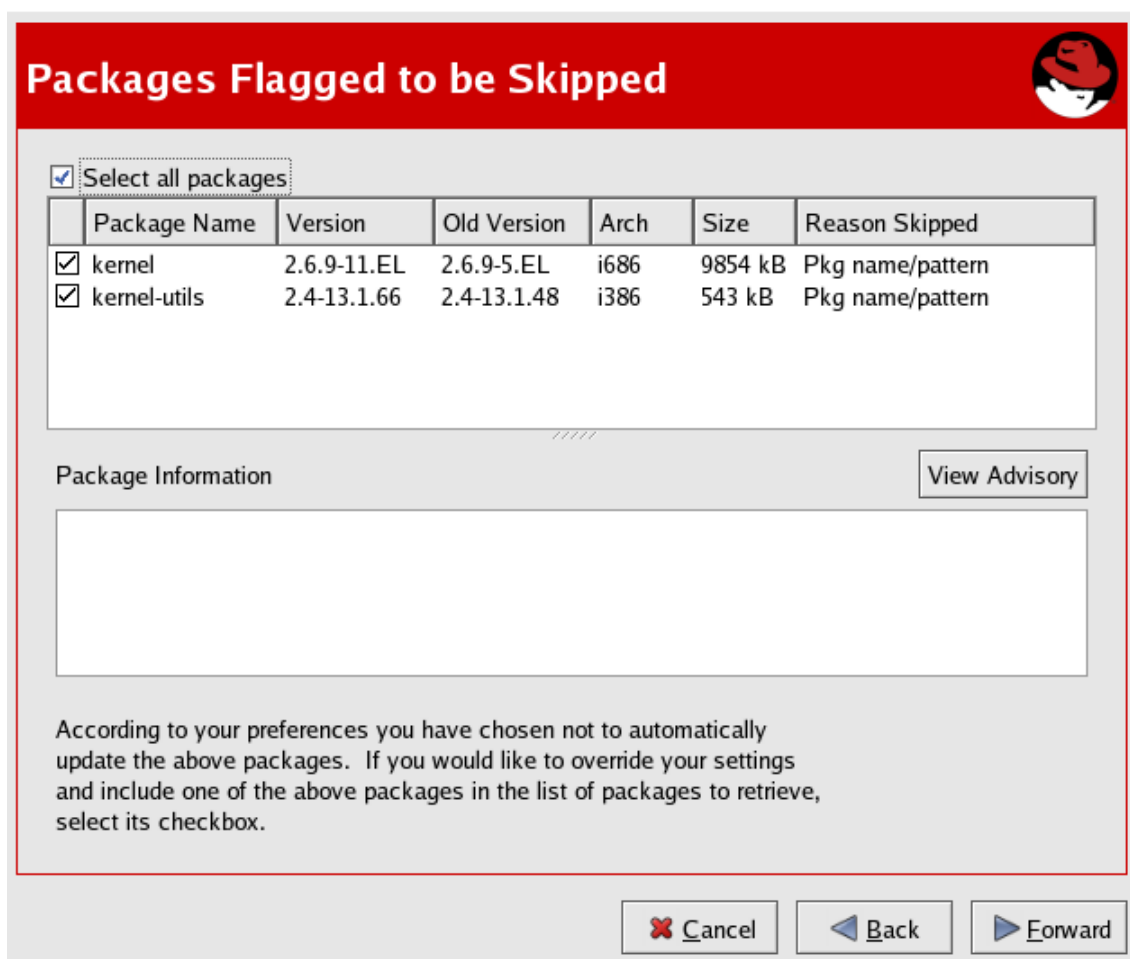 Packages Flagged to be Skipped
Select all packages
Package Name Version Old Version Arch Size Reason Skipped
kernel 2.6.9-11.EL 2.6.9-5.EL i686 9854 kB Pkg name/pattern
kernel-utils 2.4-13.1.66 2.4-13.1.48 i386 543 kB Pkg name/pattern
Package Information View Advisory
According to your preferences you have chosen not to automatically
update the above packages.  If you would like to override your settings
and include one of the above packages in the list of packages to retrieve,
select its checkbox.
Cancel Back Forward